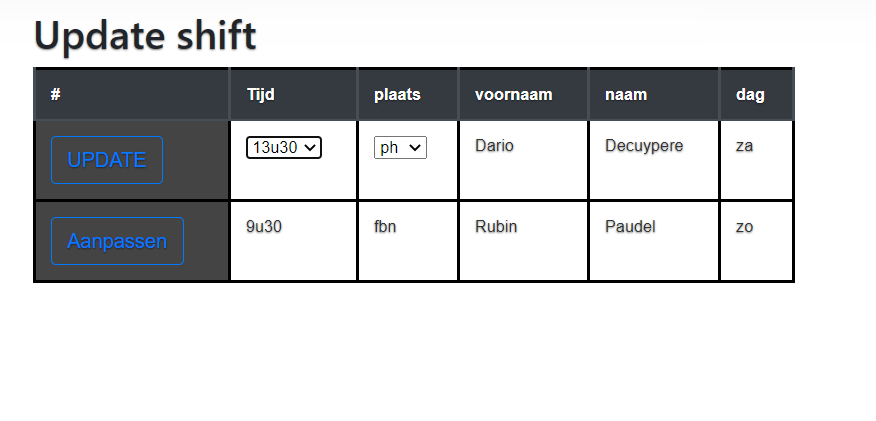 Update shift
# Tijd plaats voornaam naam dag
UPDATE 13u30 ph Dario Decuypere za
Aanpassen 9u30 fbn Rubin Paudel zo